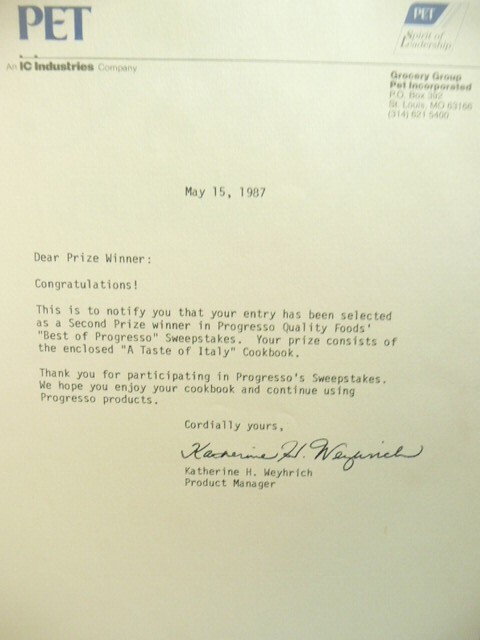 PET
An IC Industries Company
PET
Spirit of
Leadership
Grocery Group
Pet Incorporated
P.O. Box 392
St. Louis, MO 63166
(314) 621 5400
May 15, 1987
Dear Prize Winner:
Congratulations!
This is to notify you that your entry has been selected
as a Second Prize winner in Progresso Quality Foods'
"Best of Progresso" Sweepstakes.  Your prize consists of
the enclosed "A Taste of Italy" Cookbook.
Thank you for participating in Progresso's Sweepstakes.
We hope you enjoy your cookbook and continue using
Progresso products.
Cordially yours,
Katherine H. Weyhrich
Katherine H. Weyhrich
Product Manager